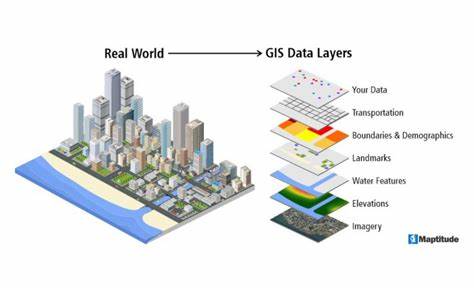 Real World
GIS Data Layers
Your Data
Transportation
Boundaries & Demographics
Landmarks
Water Features
Elevations
Imagery
Maptitude